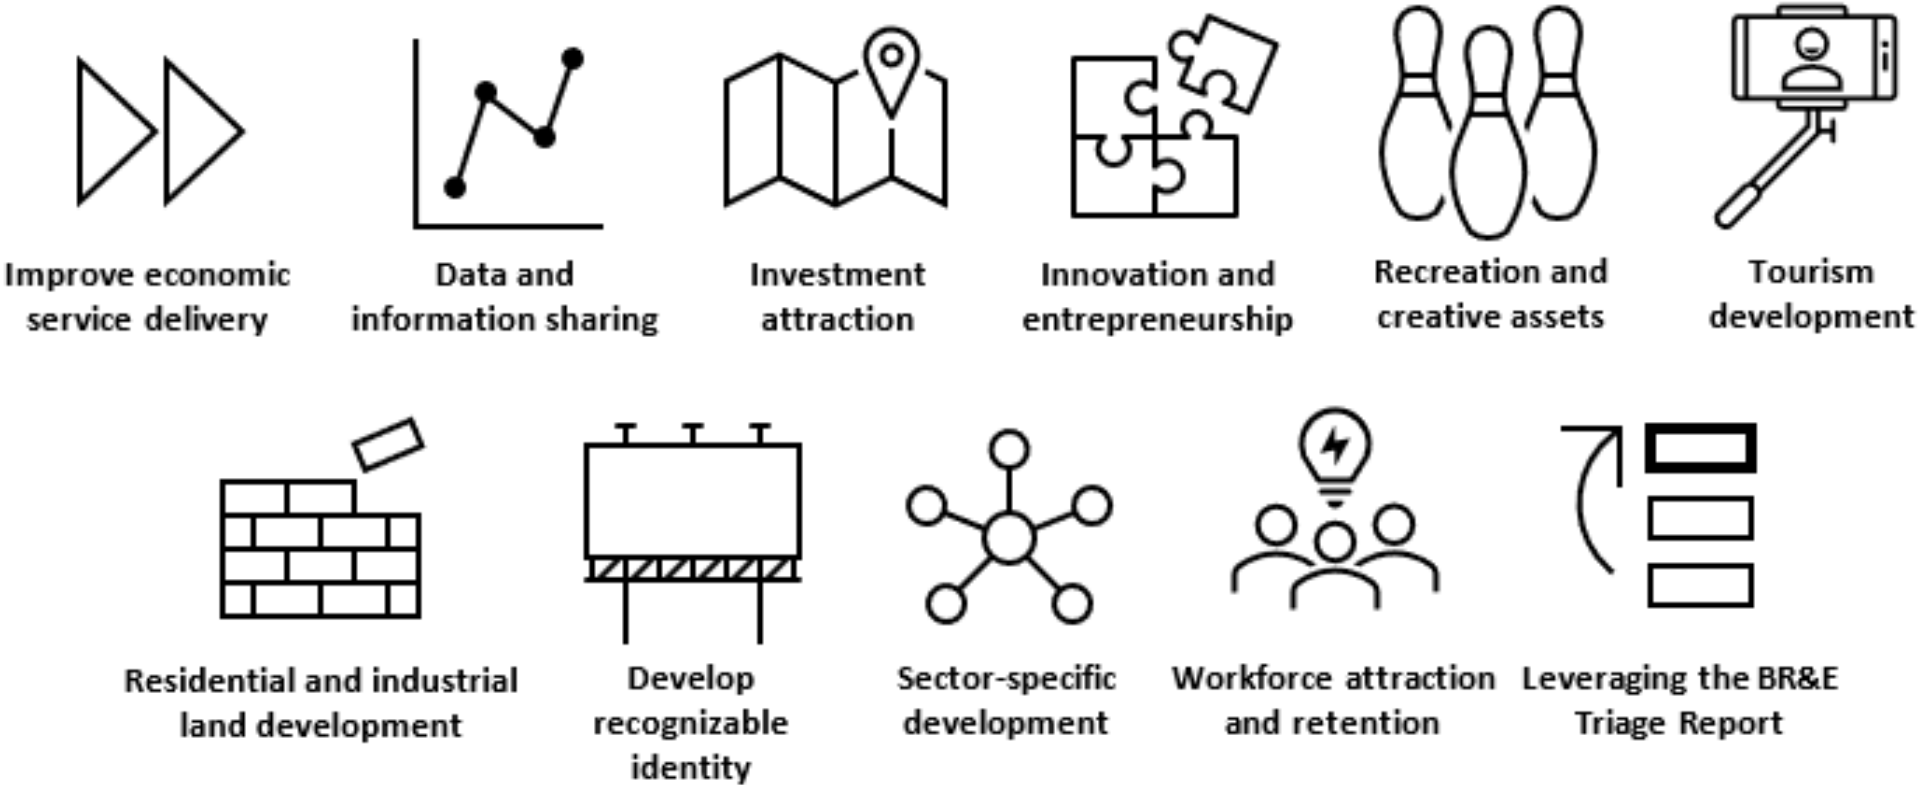 Improve economic
service delivery
Data and
information sharing
Investment
attraction
Innovation and
entrepreneurship
Recreation and
creative assets
Tourism
development
Residential and industrial
land development
Develop
recognizable
identity
Sector-specific
development
Workforce attraction
and retention
Leveraging the BR&E
Triage Report